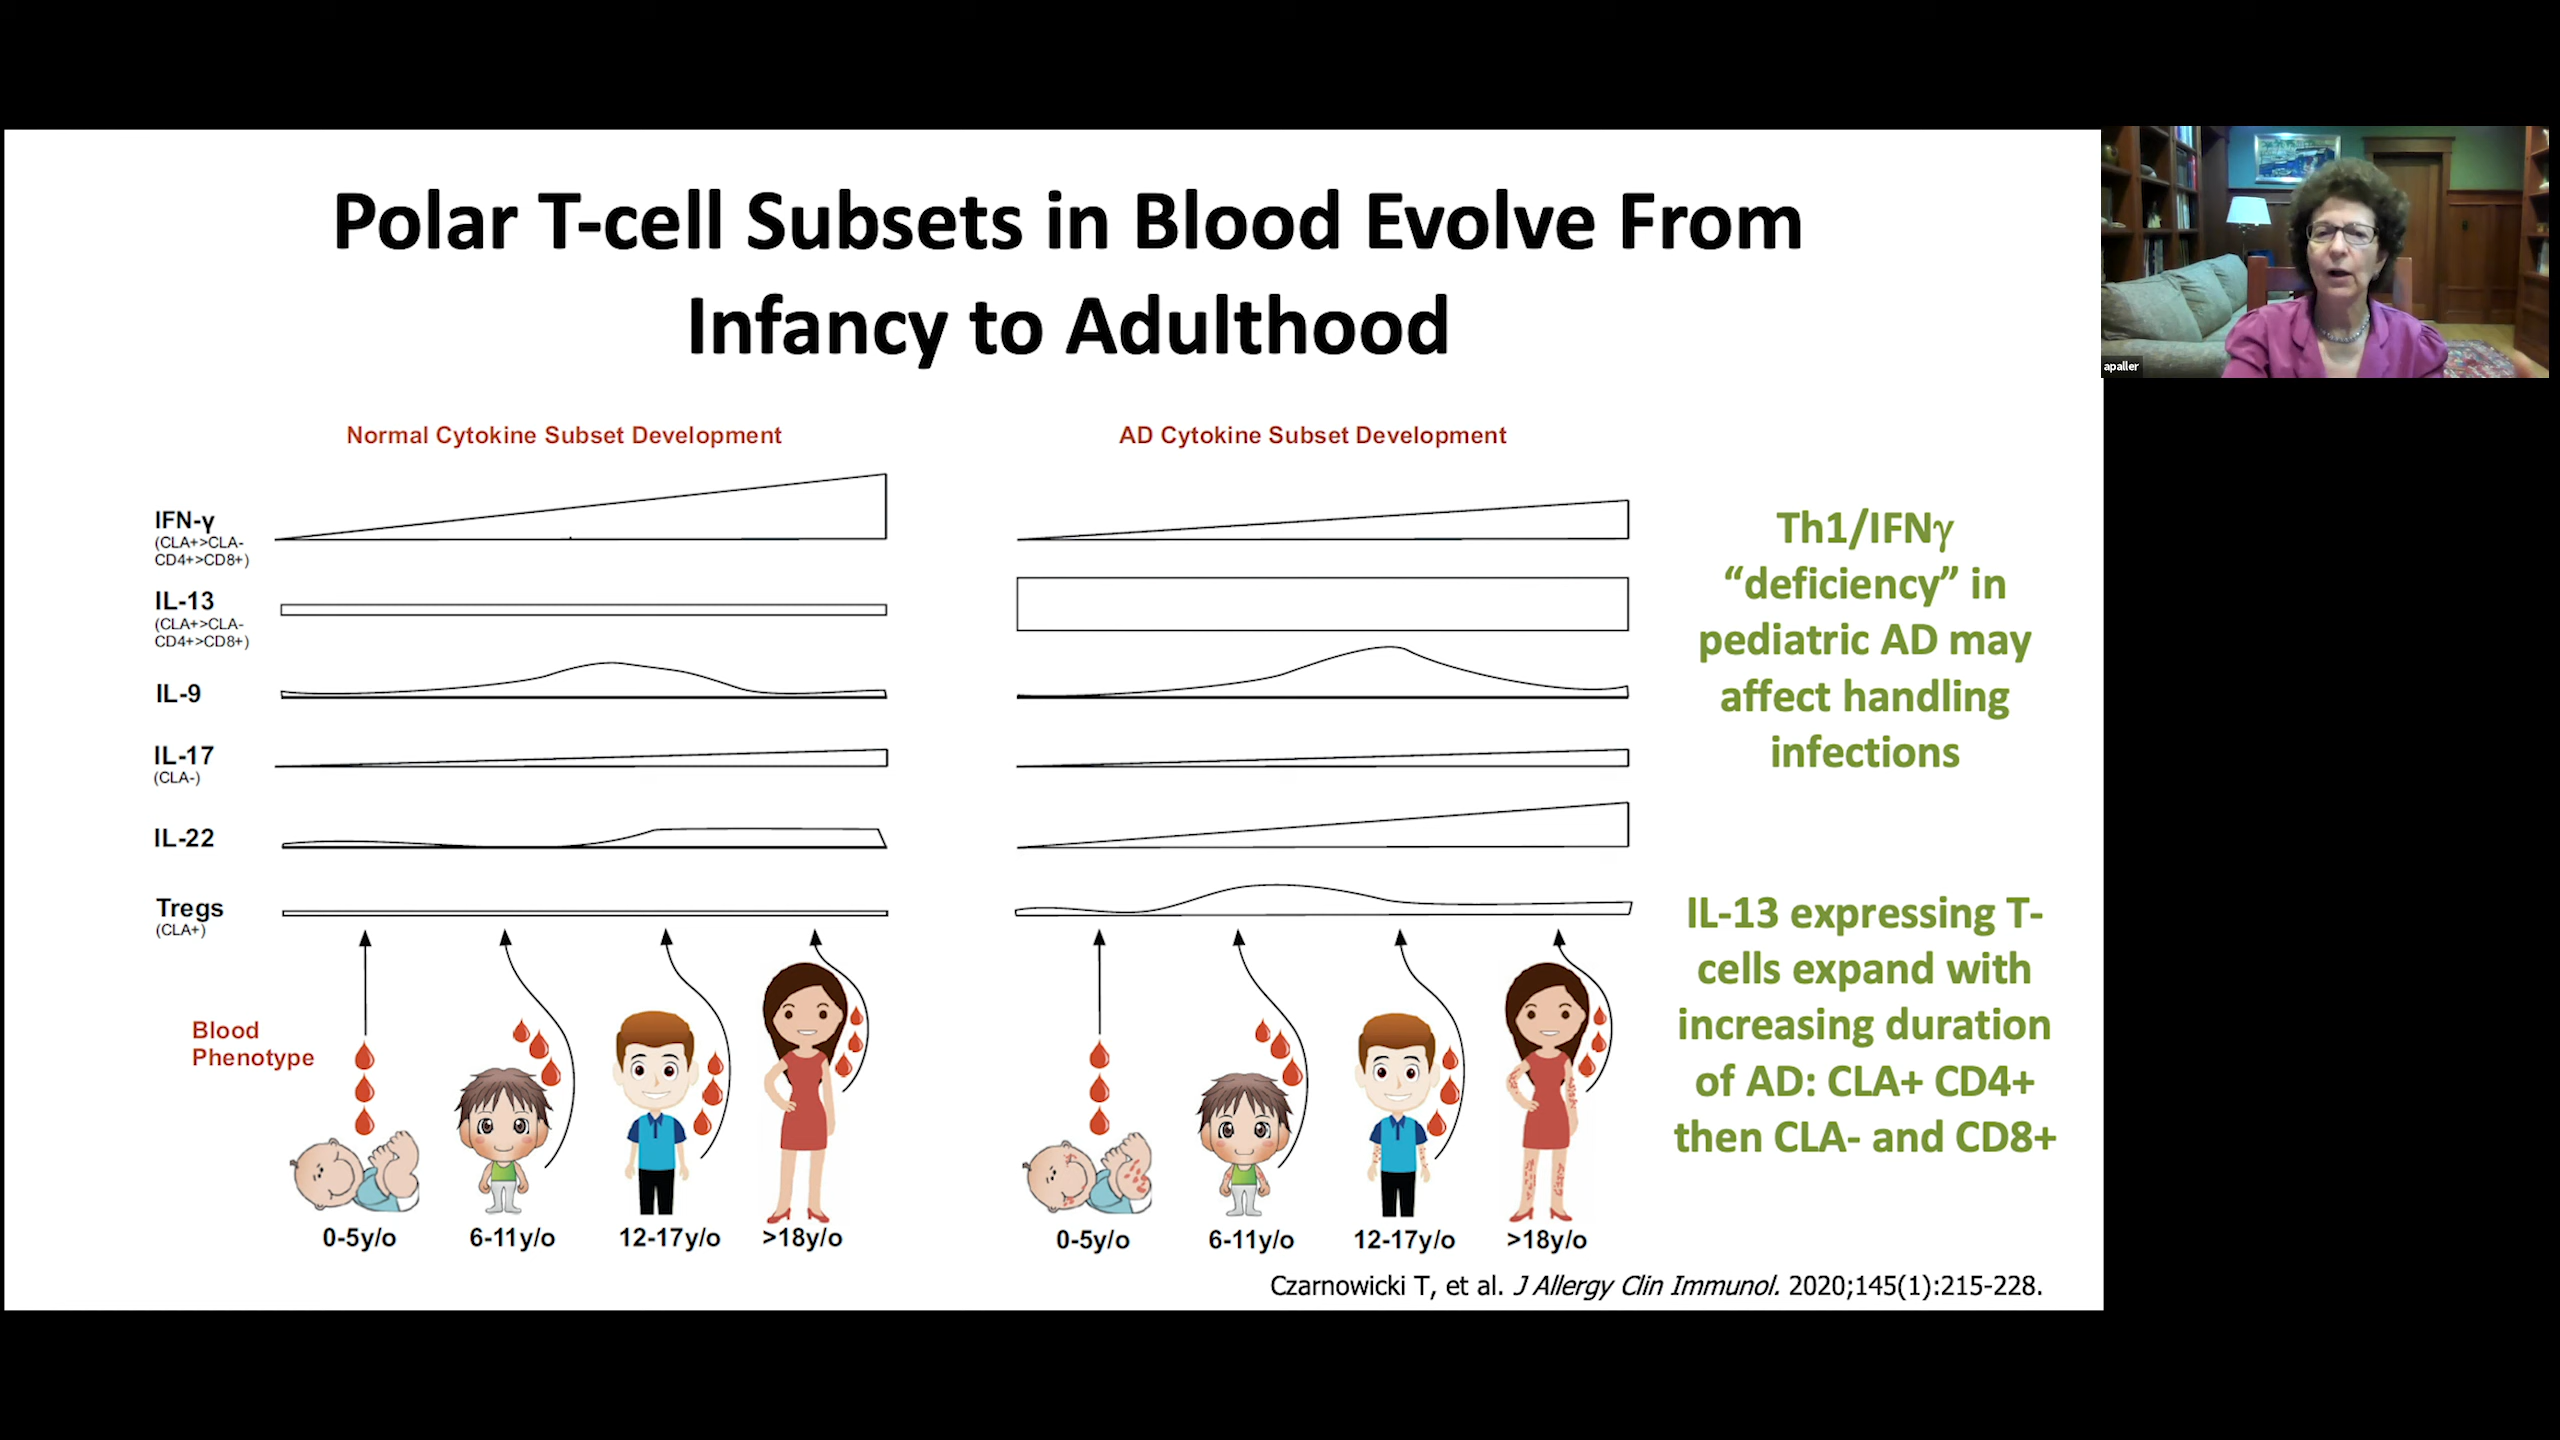 Polar T-cell Subsets in Blood Evolve From
Infancy to Adulthood
apaller
Normal Cytokine Subset Development
AD Cytokine Subset Development
IFN-γ
(CLA+>CLA-
CD4+>CD8+)
IL-13
(CLA+>CLA-
CD4+>CD8+)
IL-9
IL-17
(CLA-)
IL-22
Tregs
(CLA+)
Blood
Phenotype
0-5y/o
6-11y/o
12-17y/o
>18y/o
0-5y/o
6-11y/o
12-17y/o
>18y/o
Th1/IFNγ
“deficiency” in
pediatric AD may
affect handling
infections
IL-13 expressing T-
cells expand with
increasing duration
of AD: CLA+ CD4+
then CLA- and CD8+
Czarnowicki T, et al. J Allergy Clin Immunol. 2020;145(1):215-228.